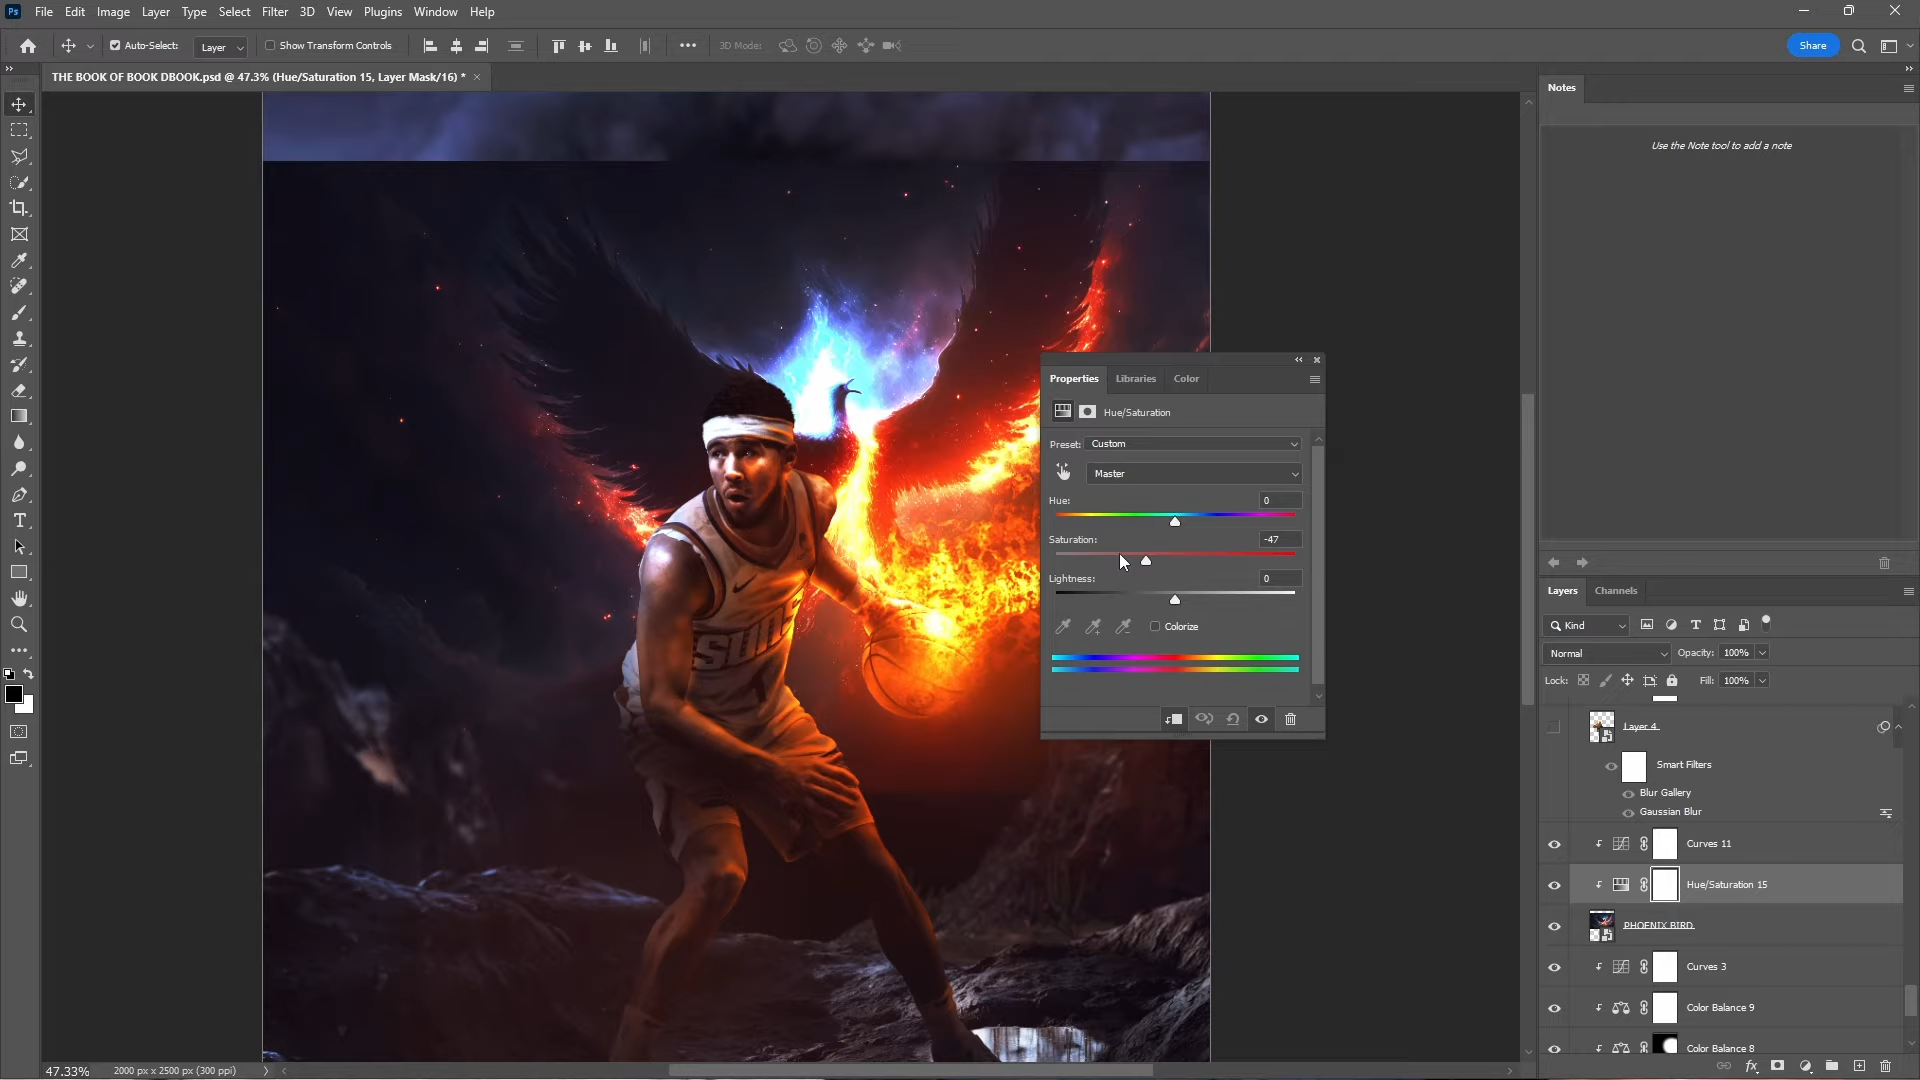 Ps File Edit Image Layer Type Select Filter 3D View Plugins Window Help
Auto-Select: Layer Show Transform Controls 3D Mode: Share
THE BOOK OF BOOK DBOOK.psd @ 47.3% (Hue/Saturation 15, Layer Mask/16) *
Notes
Use the Note tool to add a note
Properties Libraries Color
Hue/Saturation
Preset: Custom
Master
Hue: 0
Saturation: -47
Lightness: 0
Colorize
SUNS
Layers Channels
Kind
Normal Opacity: 100%
Lock: Fill: 100%
Layer 4
Smart Filters
Blur Gallery
Gaussian Blur
Curves 11
Hue/Saturation 15
PHOENIX BIRD
Curves 3
Color Balance 9
Color Balance 8
47.33% 2000 px x 2500 px (300 ppi)